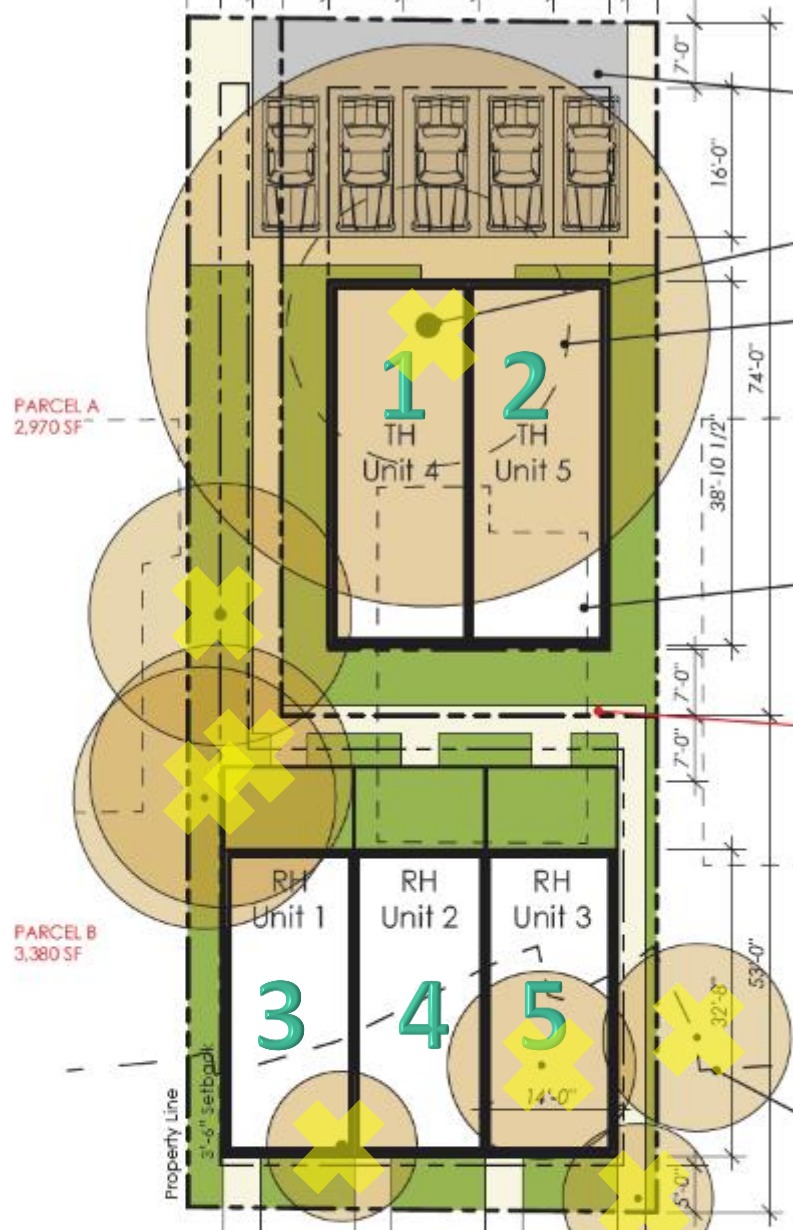 7'-0"
16'-0"
74'-0"
1
2
TH
Unit 4
TH
Unit 5
PARCEL A
2,970 SF
38'-10 1/2"
7'-0"
7'-0"
RH
Unit 1
RH
Unit 2
RH
Unit 3
PARCEL B
3,380 SF
3
4
5
32'-8"
53'-0"
14'-0"
Property Line
3'-6" setback
5'-0"